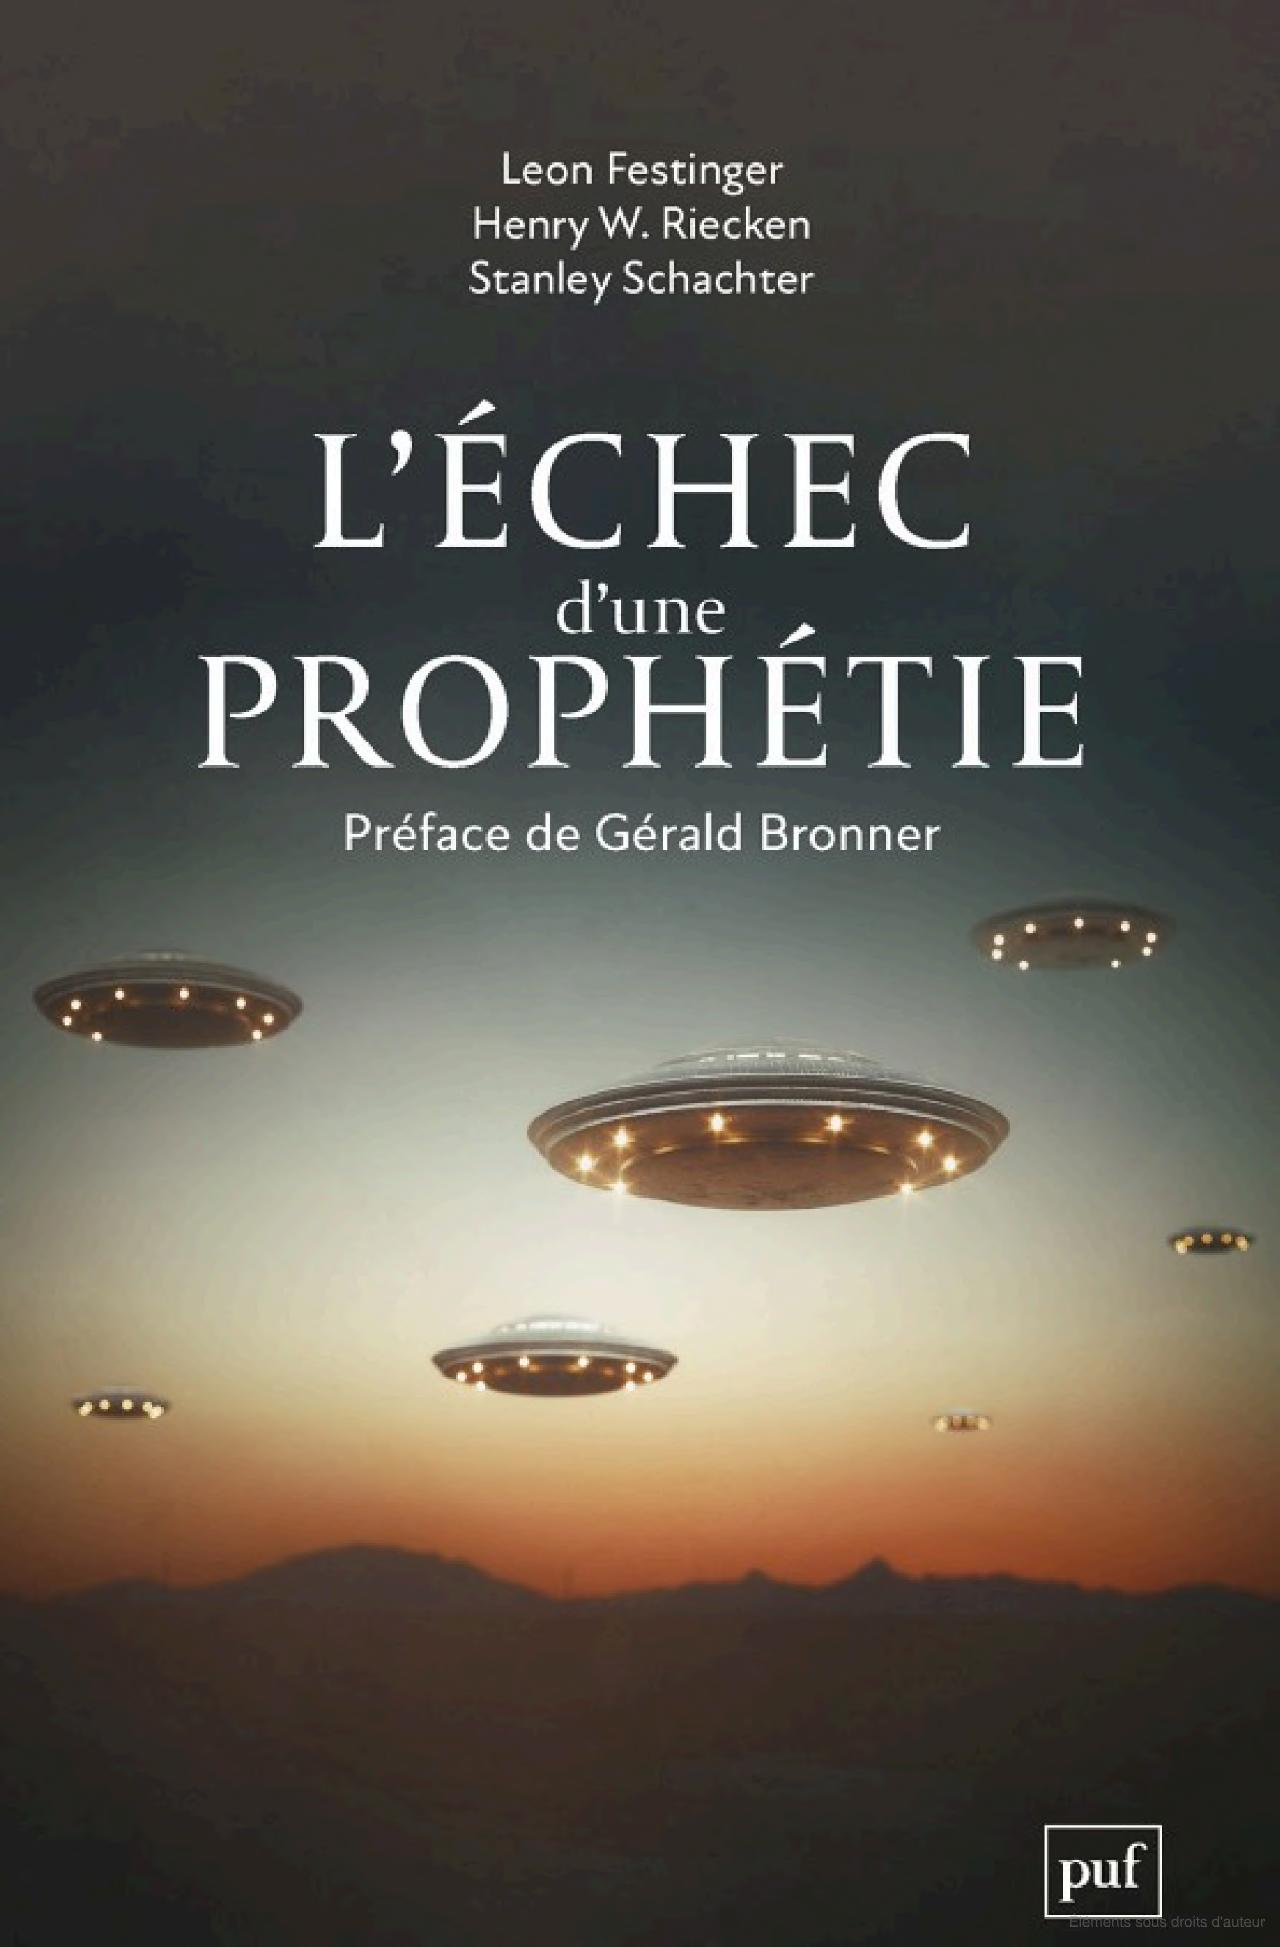 Leon Festinger
Henry W. Riecken
Stanley Schachter
L’ÉCHEC
d’une
PROPHÉTIE
Préface de Gérald Bronner
puf
Éléments sous droits d'auteur